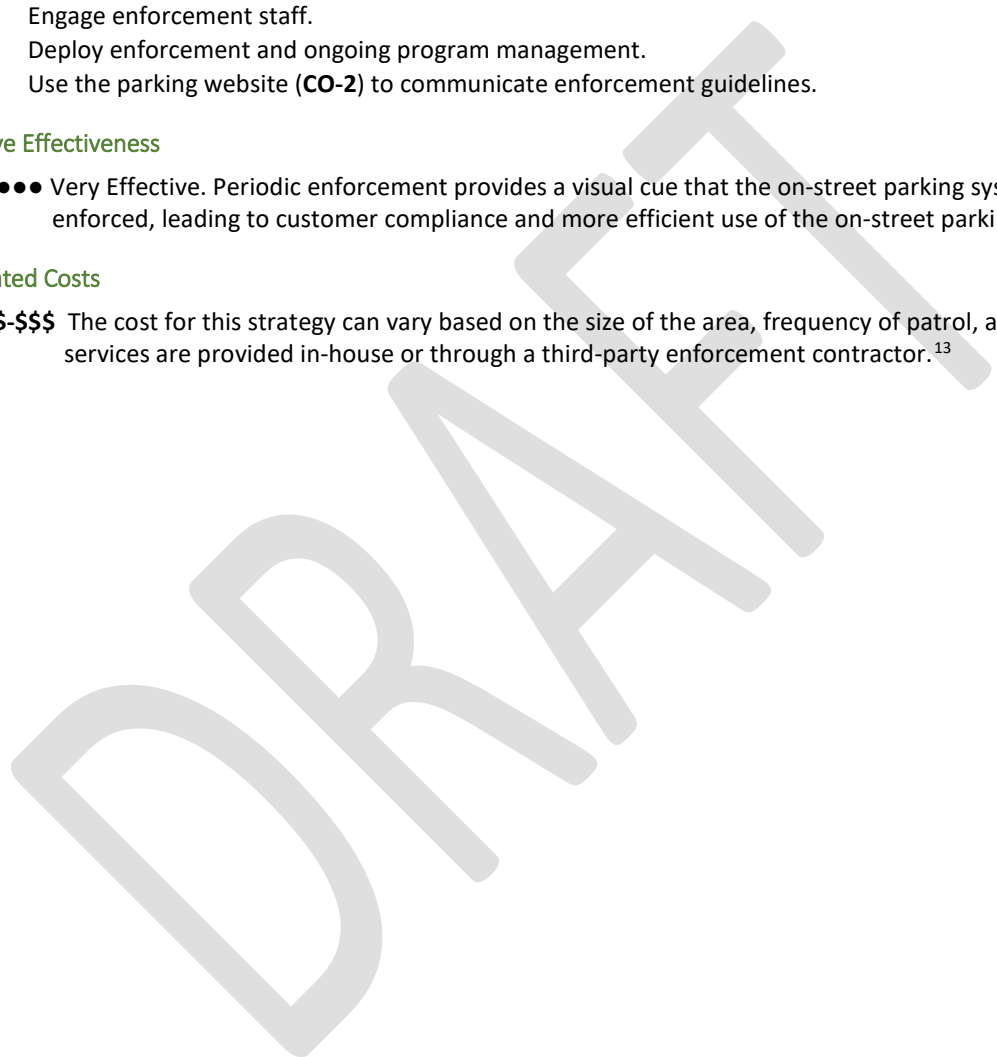 Engage enforcement staff.
Deploy enforcement and ongoing program management.
Use the parking website (CO-2) to communicate enforcement guidelines.
Effectiveness
●●● Very Effective. Periodic enforcement provides a visual cue that the on-street parking
enforced, leading to customer compliance and more efficient use of the on-street
Costs
$-$$$ The cost for this strategy can vary based on the size of the area, frequency of patrol,
services are provided in-house or through a third-party enforcement contractor.13
DRAFT